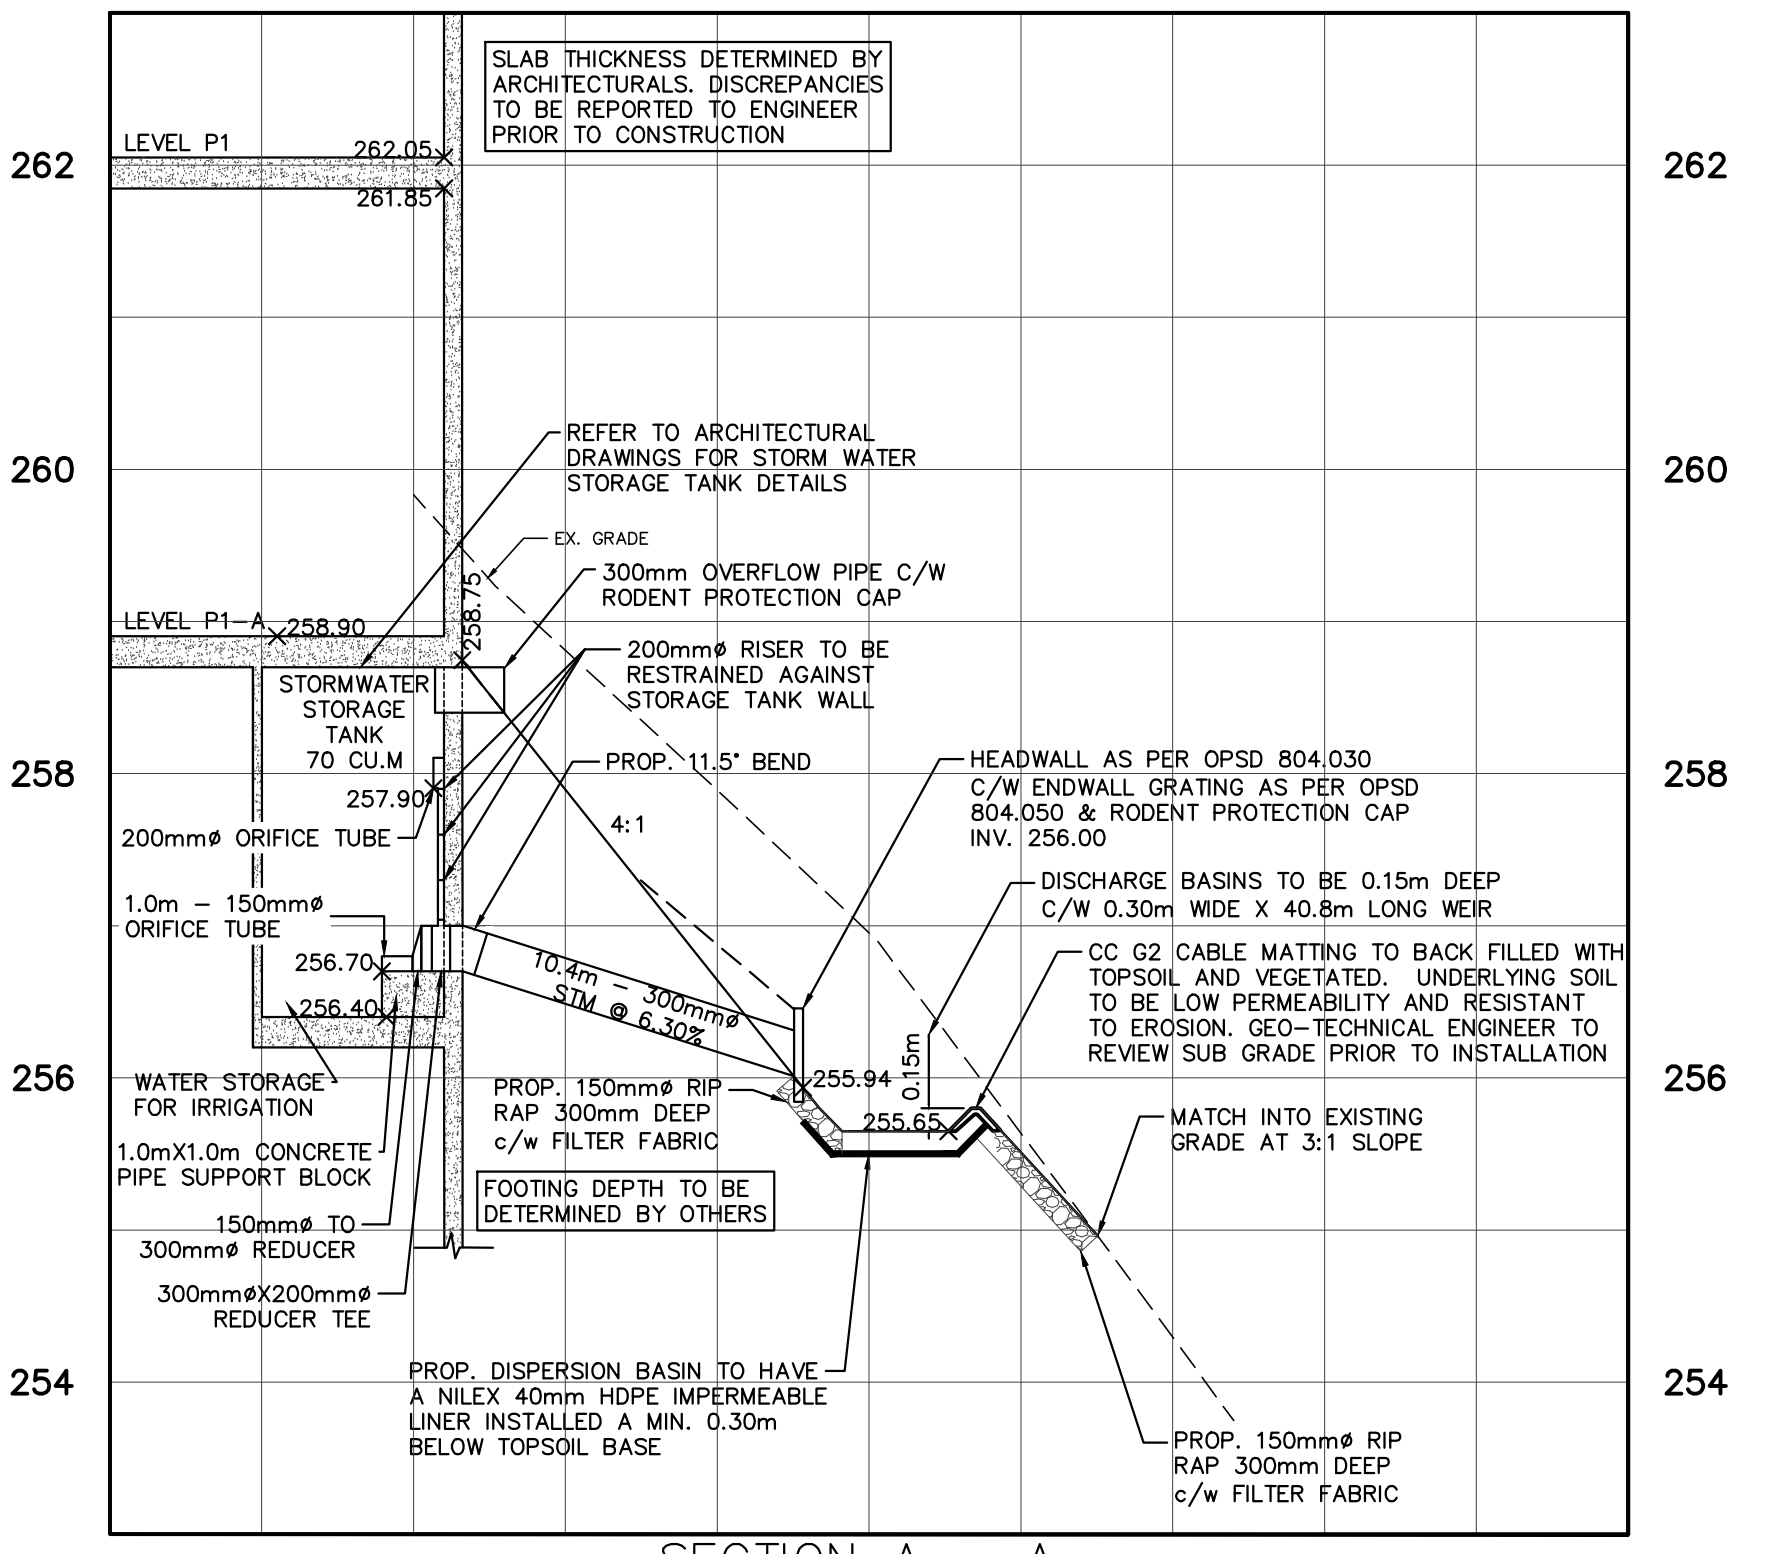 SLAB THICKNESS DETERMINED BY
ARCHITECTURALS. DISCREPANCIES
TO BE REPORTED TO ENGINEER
PRIOR TO CONSTRUCTION
LEVEL P1
262.05
262
262
261.85
REFER TO ARCHITECTURAL
DRAWINGS FOR STORM WATER
STORAGE TANK DETAILS
260
260
EX. GRADE
300mm OVERFLOW PIPE C/W
RODENT PROTECTION CAP
258.75
LEVEL P1-A
258.90
200mmø RISER TO BE
RESTRAINED AGAINST
STORAGE TANK WALL
STORMWATER
STORAGE
TANK
70 CU.M
PROP. 11.5° BEND
258
258
HEADWALL AS PER OPSD 804.030
C/W ENDWALL GRATING AS PER OPSD
804.050 & RODENT PROTECTION CAP
INV. 256.00
257.90
200mmø ORIFICE TUBE
4:1
DISCHARGE BASINS TO BE 0.15m DEEP
C/W 0.30m WIDE X 40.8m LONG WEIR
1.0m - 150mmø
ORIFICE TUBE
256.70
256.40
10.4m - 300mmø
STM @ 6.30%
CC G2 CABLE MATTING TO BACK FILLED WITH
TOPSOIL AND VEGETATED. UNDERLYING SOIL
TO BE LOW PERMEABILITY AND RESISTANT
TO EROSION. GEO-TECHNICAL ENGINEER TO
REVIEW SUB GRADE PRIOR TO INSTALLATION
256
256
WATER STORAGE
FOR IRRIGATION
PROP. 150mmø RIP
RAP 300mm DEEP
c/w FILTER FABRIC
255.94
0.15m
255.65
MATCH INTO EXISTING
GRADE AT 3:1 SLOPE
1.0mX1.0m CONCRETE
PIPE SUPPORT BLOCK
FOOTING DEPTH TO BE
DETERMINED BY OTHERS
150mmø TO
300mmø REDUCER
300mmøX200mmø
REDUCER TEE
254
254
PROP. DISPERSION BASIN TO HAVE
A NILEX 40mm HDPE IMPERMEABLE
LINER INSTALLED A MIN. 0.30m
BELOW TOPSOIL BASE
PROP. 150mmø RIP
RAP 300mm DEEP
c/w FILTER FABRIC
SECTION A - A